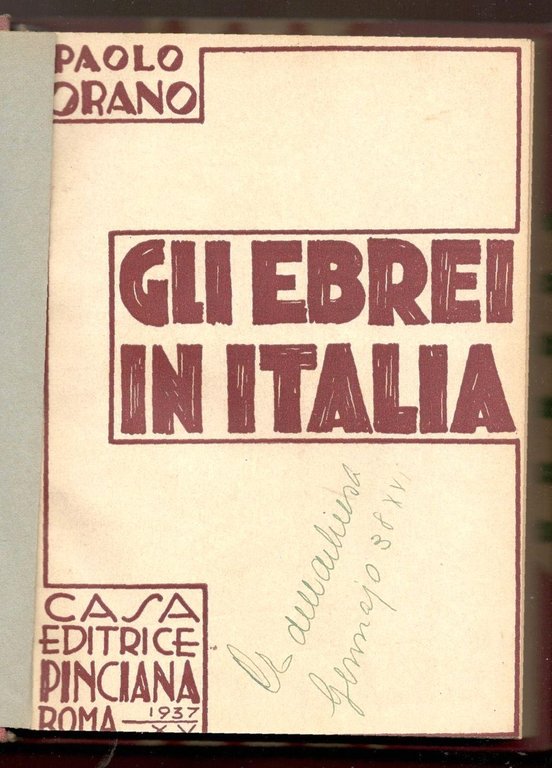 PAOLO
ORANO
GLI EBREI
IN ITALIA
Gennajo 38 XVI
CASA
EDITRICE
PINCIANA
ROMA 1937
XV